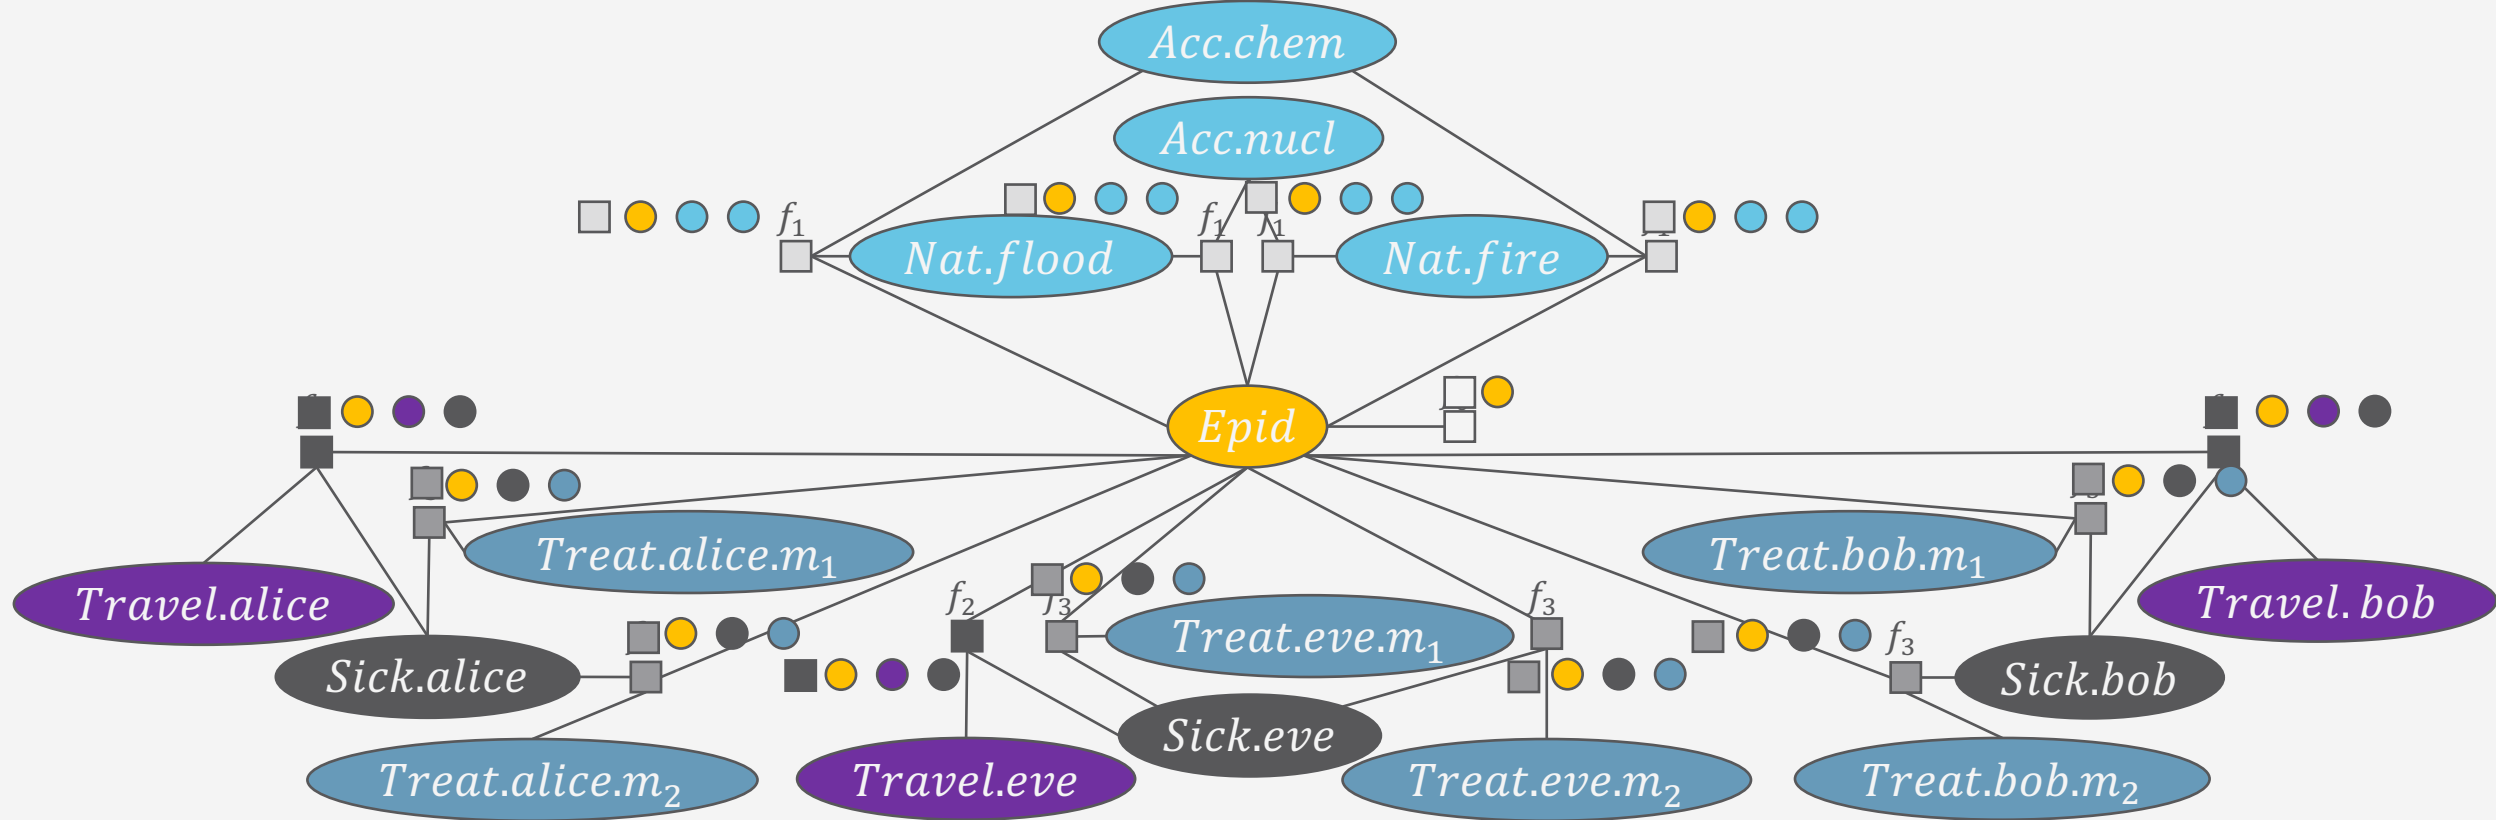 Acc.chem
Acc.nucl
f₁
f₁
f₁
Nat.flood
Nat.fire
Epid
Treat.alice.m₁
Treat.bob.m₁
Travel.alice
f₂
f₃
f₃
Travel. bob
Treat.eve.m₁
f₃
Sick.alice
Sick.bob
Sick.eve
Treat.alice.m₂
Travel.eve
Treat.eve.m₂
Treat.bob.m₂